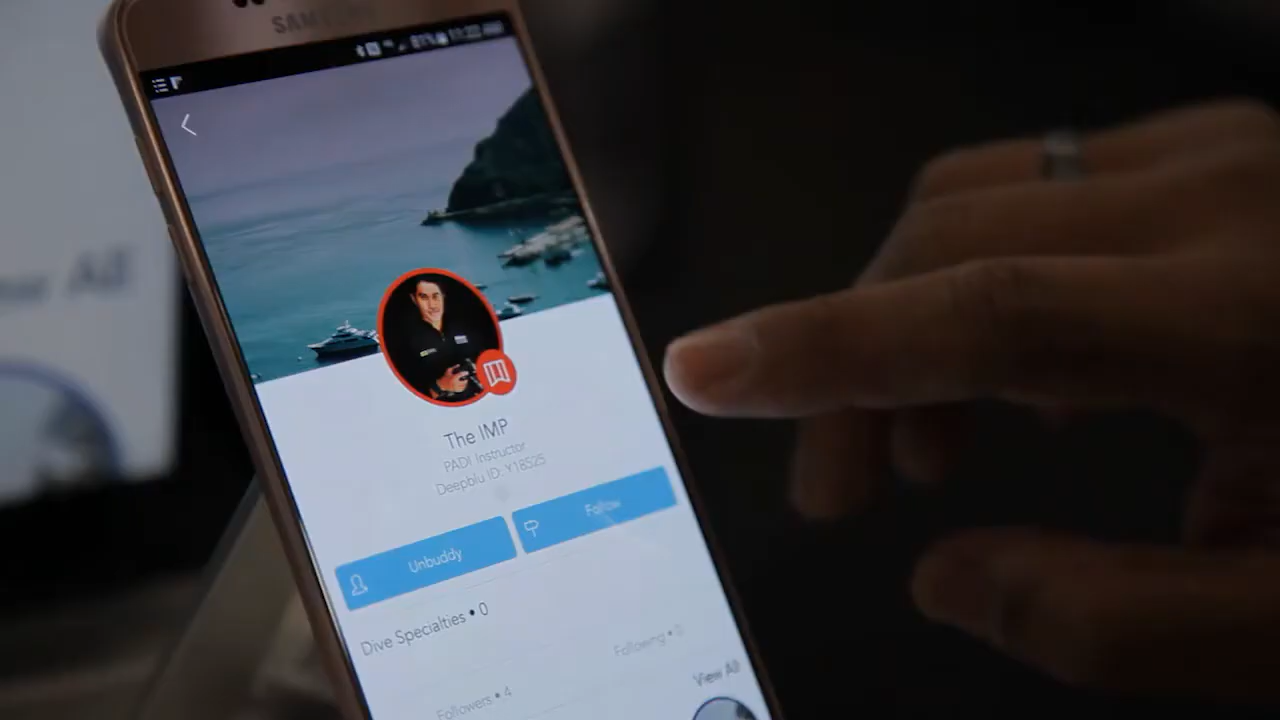 SAMSUNG
The IMP
PADI Instructor
Deepblu ID: Y18525
Unbuddy
Follow
Dive Specialties • 0
Following • 0
Followers • 4
View All
All